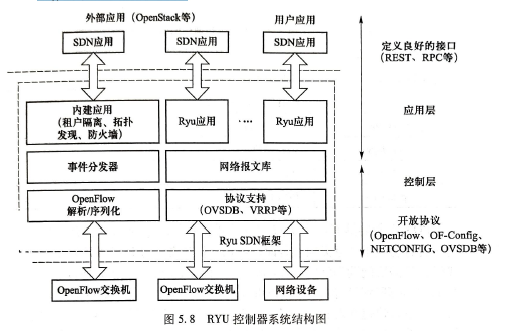 外部应用（OpenStack等）
用户应用
SDN应用
SDN应用
SDN应用
定义良好的接口
(REST、RPC等)
内建应用
(租户隔离、拓扑
发现、防火墙)
Ryu应用
...
Ryu应用
应用层
事件分发器
网络报文库
控制层
OpenFlow
解析/序列化
协议支持
(OVSDB、VRRP等)
开放协议
(OpenFlow、OF-Config、
NETCONFIG、OVSDB等)
Ryu SDN框架
OpenFlow交换机
OpenFlow交换机
网络设备
图 5.8 RYU 控制器系统结构图